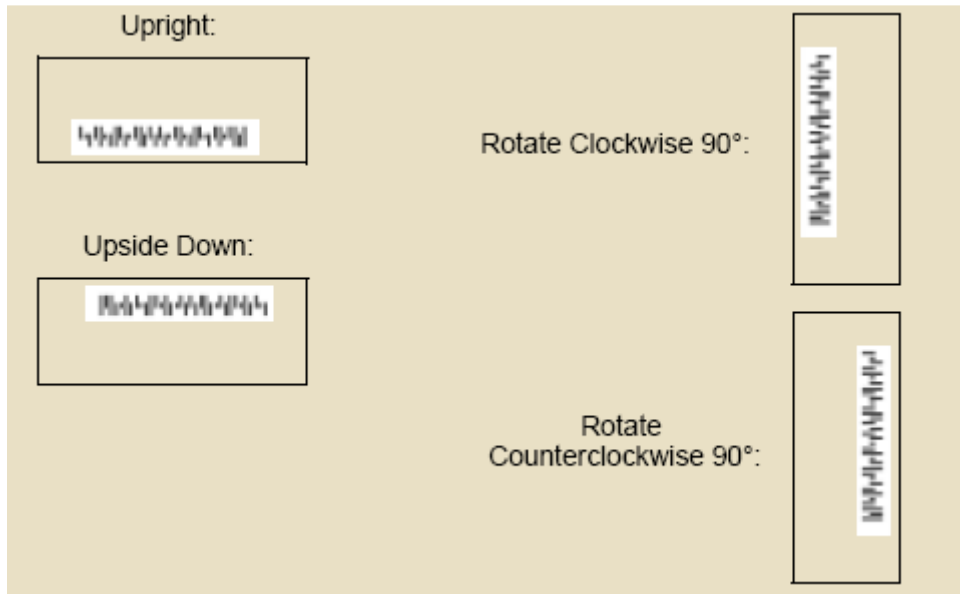 Upright:
Rotate Clockwise 90°:
Upside Down:
Rotate
Counterclockwise 90°: